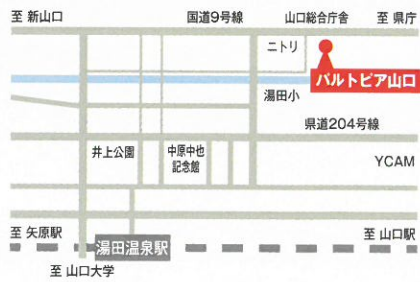 至 新山口
国道9号線
山口総合庁舎
至 県庁
ニトリ
パルトピア山口
湯田小
県道204号線
井上公園
中原中也
記念館
YCAM
至 矢原駅
湯田温泉駅
至 山口駅
至 山口大学